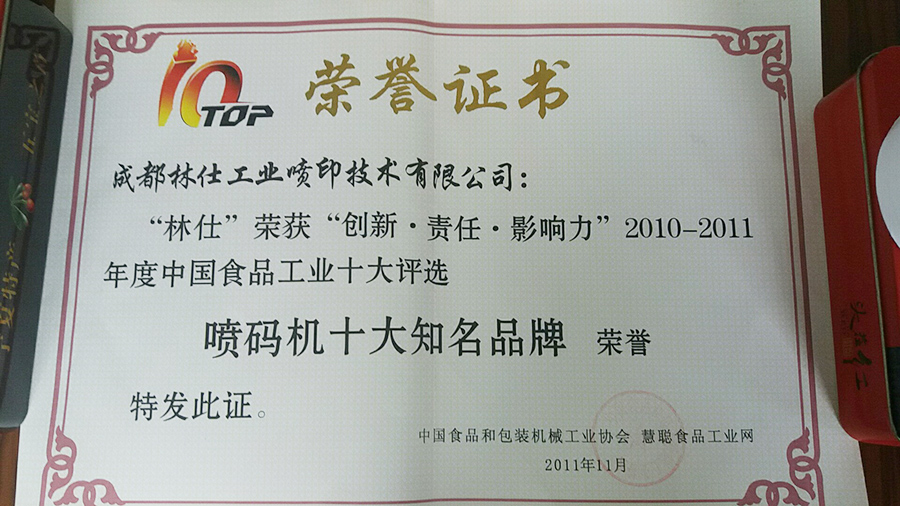 10 TOP
荣誉证书
成都林仕工业喷印技术有限公司：
“林仕”荣获“创新·责任·影响力”2010-2011
年度中国食品工业十大评选
喷码机十大知名品牌 荣誉
特发此证。
中国食品和包装机械工业协会 慧聪食品工业网
2011年11月